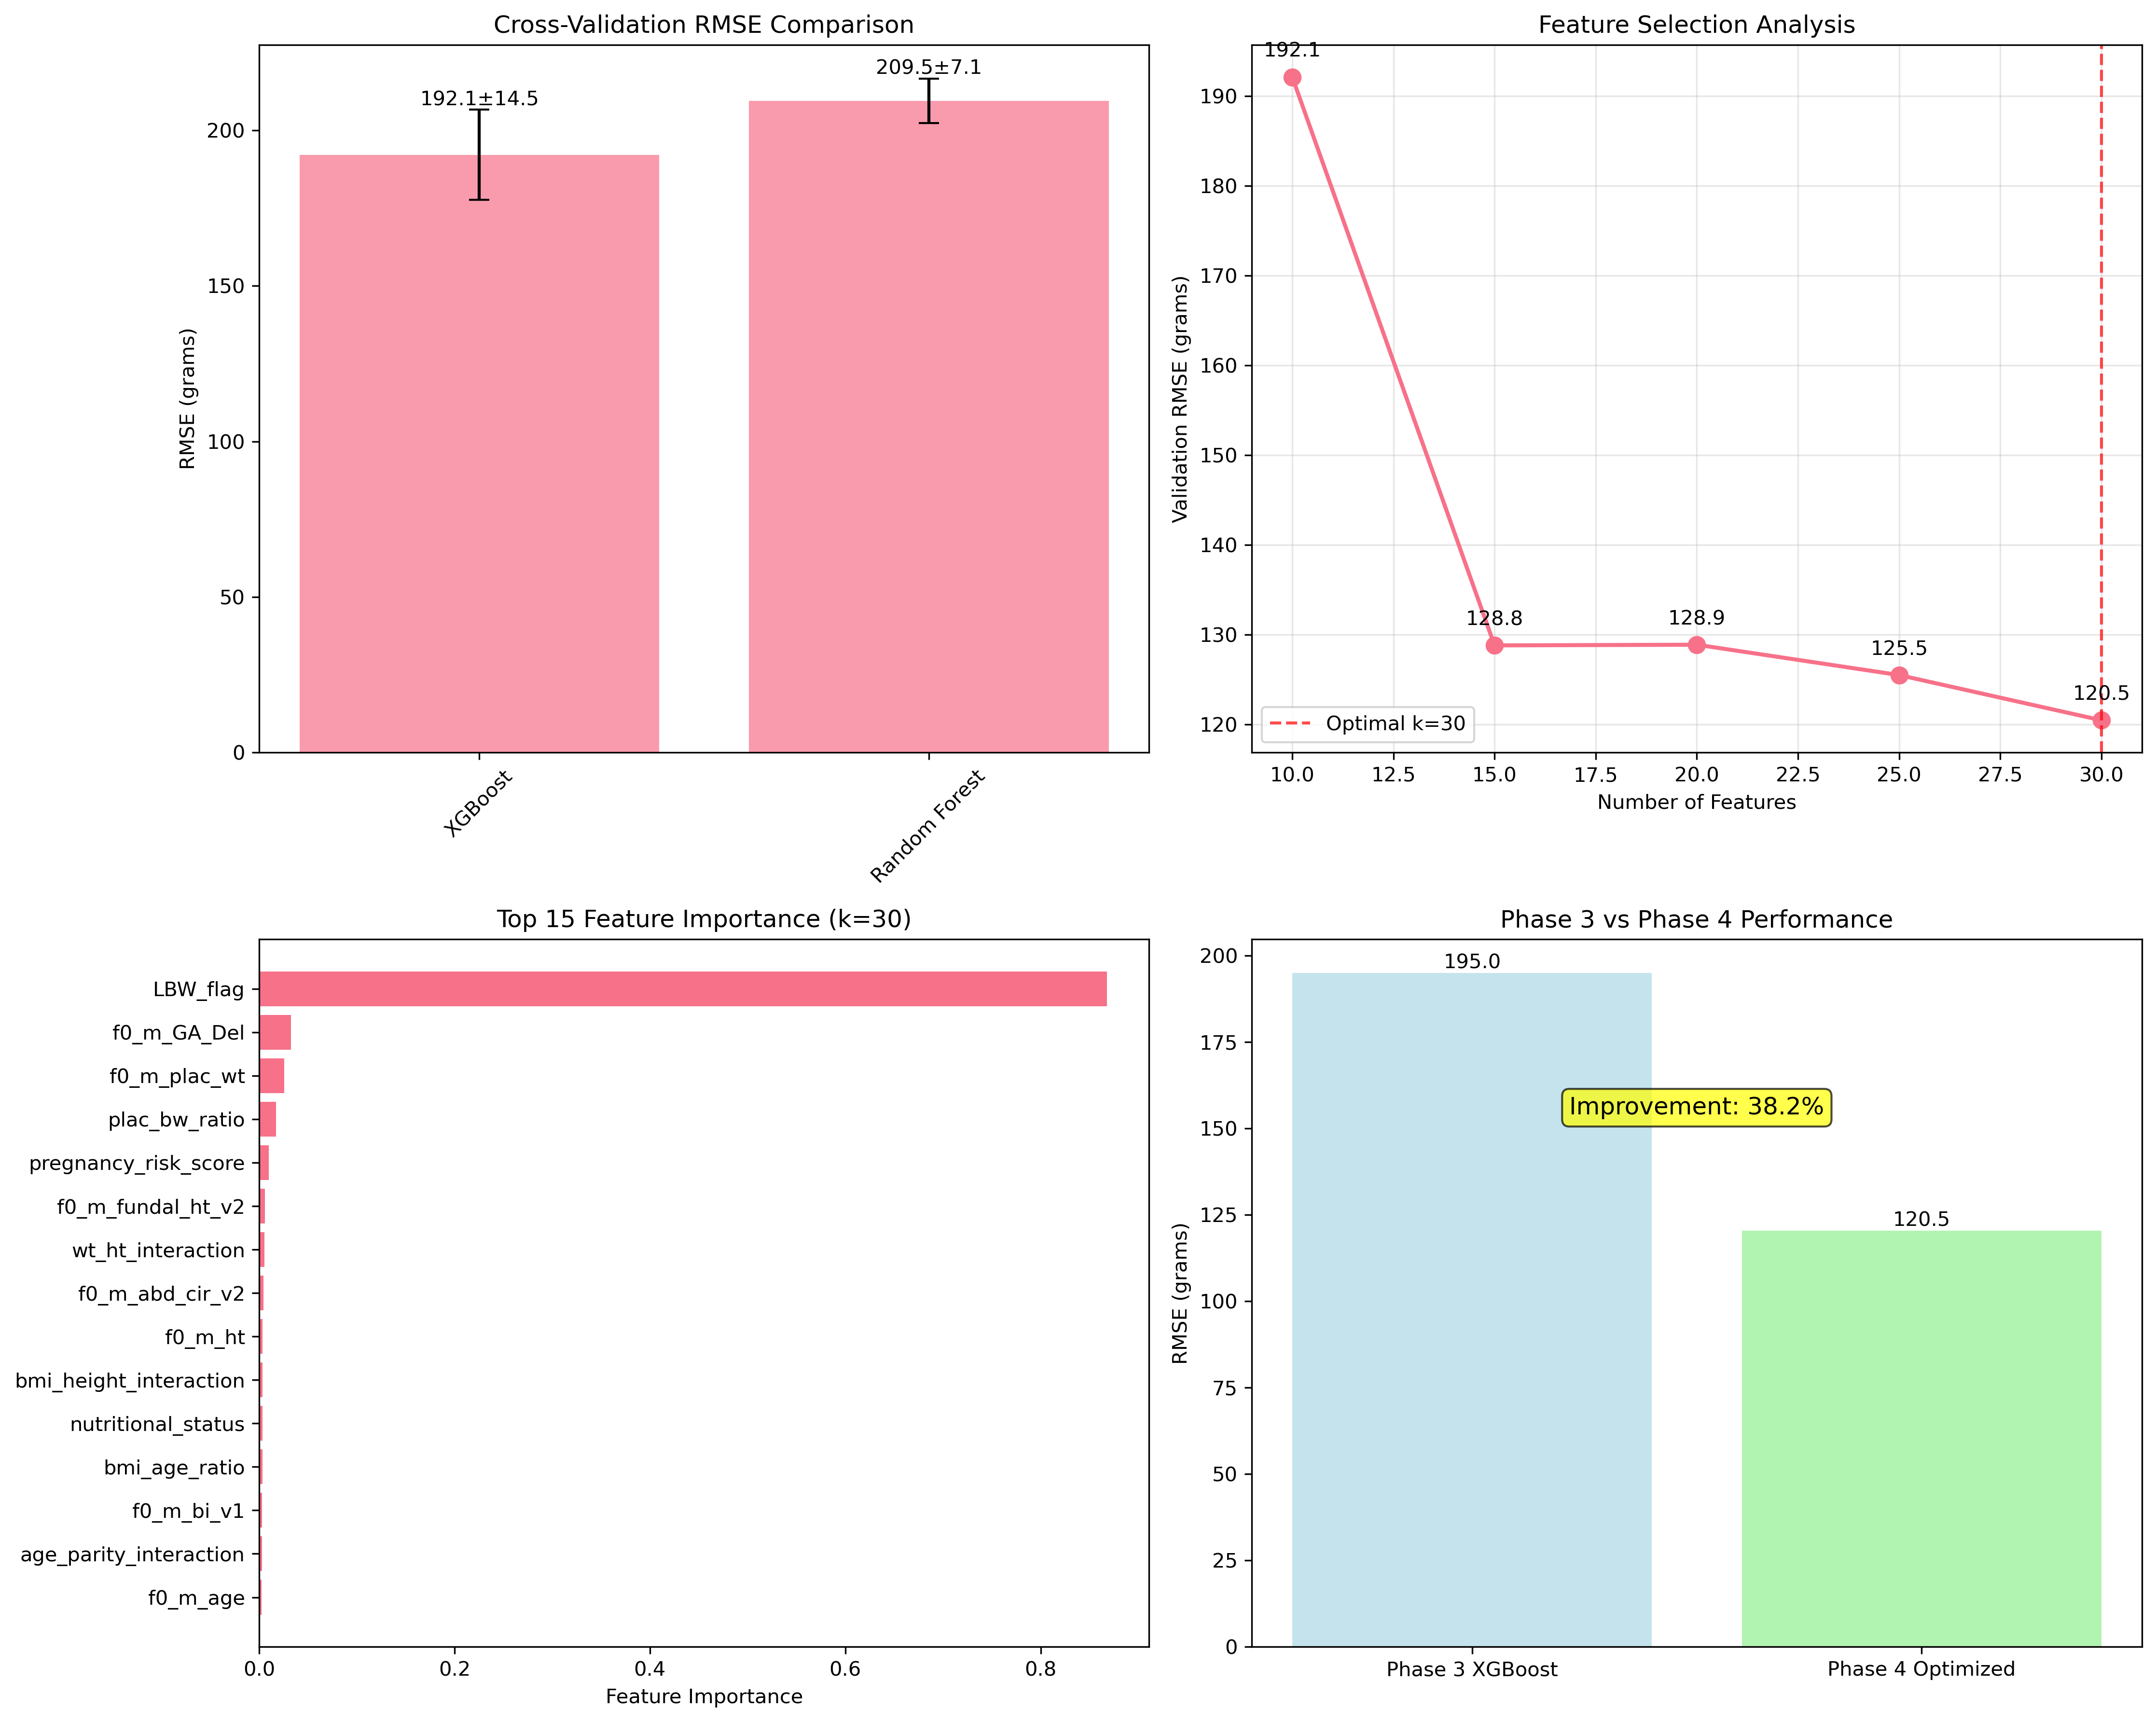 Cross-Validation RMSE Comparison
RMSE (grams)
200
150
100
50
0
192.1±14.5
209.5±7.1
XGBoost
Random Forest
Feature Selection Analysis
Validation RMSE (grams)
190
180
170
160
150
140
130
120
192.1
128.8
128.9
125.5
120.5
Optimal k=30
10.0 12.5 15.0 17.5 20.0 22.5 25.0 27.5 30.0
Number of Features
Top 15 Feature Importance (k=30)
LBW_flag
f0_m_GA_Del
f0_m_plac_wt
plac_bw_ratio
pregnancy_risk_score
f0_m_fundal_ht_v2
wt_ht_interaction
f0_m_abd_cir_v2
f0_m_ht
bmi_height_interaction
nutritional_status
bmi_age_ratio
f0_m_bi_v1
age_parity_interaction
f0_m_age
0.0 0.2 0.4 0.6 0.8
Feature Importance
Phase 3 vs Phase 4 Performance
RMSE (grams)
200
175
150
125
100
75
50
25
0
195.0
Improvement: 38.2%
120.5
Phase 3 XGBoost
Phase 4 Optimized